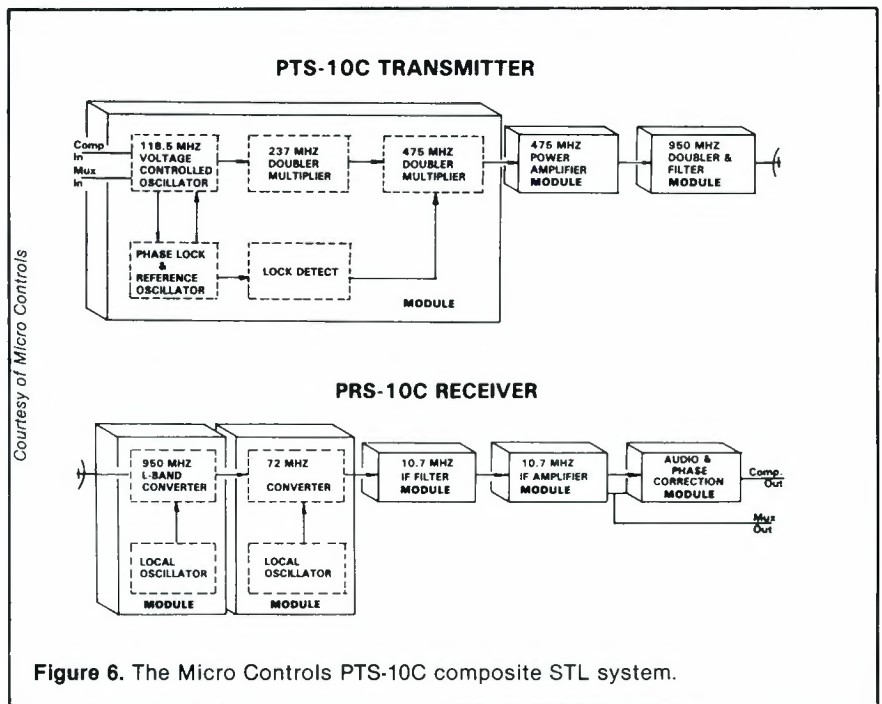 PTS-10C TRANSMITTER
Comp
In
Mux
In
118.5 MHZ
VOLTAGE
CONTROLLED
OSCILLATOR
237 MHZ
DOUBLER
MULTIPLIER
475 MHZ
DOUBLER
MULTIPLIER
475 MHZ
POWER
AMPLIFIER
MODULE
950 MHZ
DOUBLER &
FILTER
MODULE
PHASE LOCK
&
REFERENCE
OSCILLATOR
LOCK DETECT
MODULE
Courtesy of Micro Controls
PRS-10C RECEIVER
950 MHZ
L-BAND
CONVERTER
72 MHZ
CONVERTER
10.7 MHZ
IF FILTER
MODULE
10.7 MHZ
IF AMPLIFIER
MODULE
AUDIO &
PHASE
CORRECTION
MODULE
Comp.
Out
Mux
Out
LOCAL
OSCILLATOR
MODULE
LOCAL
OSCILLATOR
MODULE
Figure 6. The Micro Controls PTS-10C composite STL system.